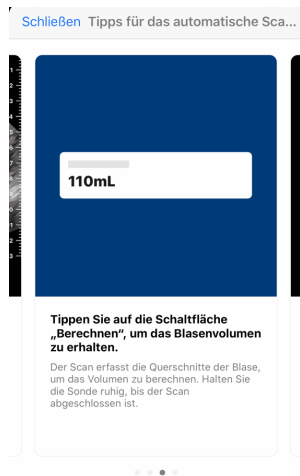 Schließen Tipps für das automatische Sca...
110mL
Tippen Sie auf die Schaltfläche
„Berechnen“, um das Blasenvolumen
zu erhalten.
Der Scan erfasst die Querschnitte der Blase,
um das Volumen zu berechnen. Halten Sie
die Sonde ruhig, bis der Scan
abgeschlossen ist.